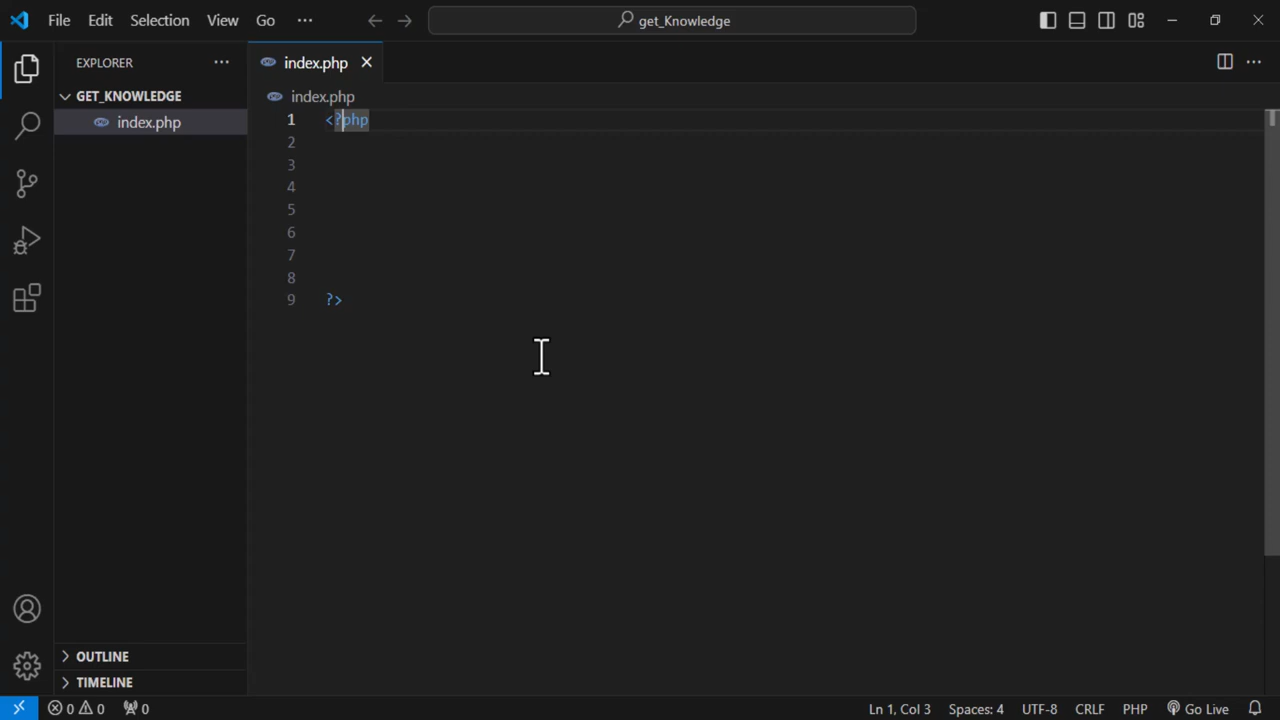 File Edit Selection View Go ··· get_Knowledge
EXPLORER ···
index.php
GET_KNOWLEDGE
index.php
index.php
1 <?php
2
3
4
5
6
7
8
9 ?>
OUTLINE
TIMELINE
0 0 0 Ln 1, Col 3 Spaces: 4 UTF-8 CRLF PHP Go Live